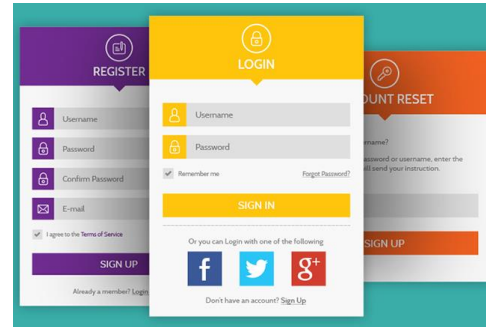 REGISTER
Username
Password
Confirm Password
E-mail
I agree to the Terms of Service
SIGN UP
Already a member? Login
LOGIN
Username
Password
Remember me
Forgot Password?
SIGN IN
Or you can Login with one of the following
f
g+
Don't have an account? Sign Up
OUNT RESET
name?
assword or username, enter the
ill send your instruction.
SIGN UP